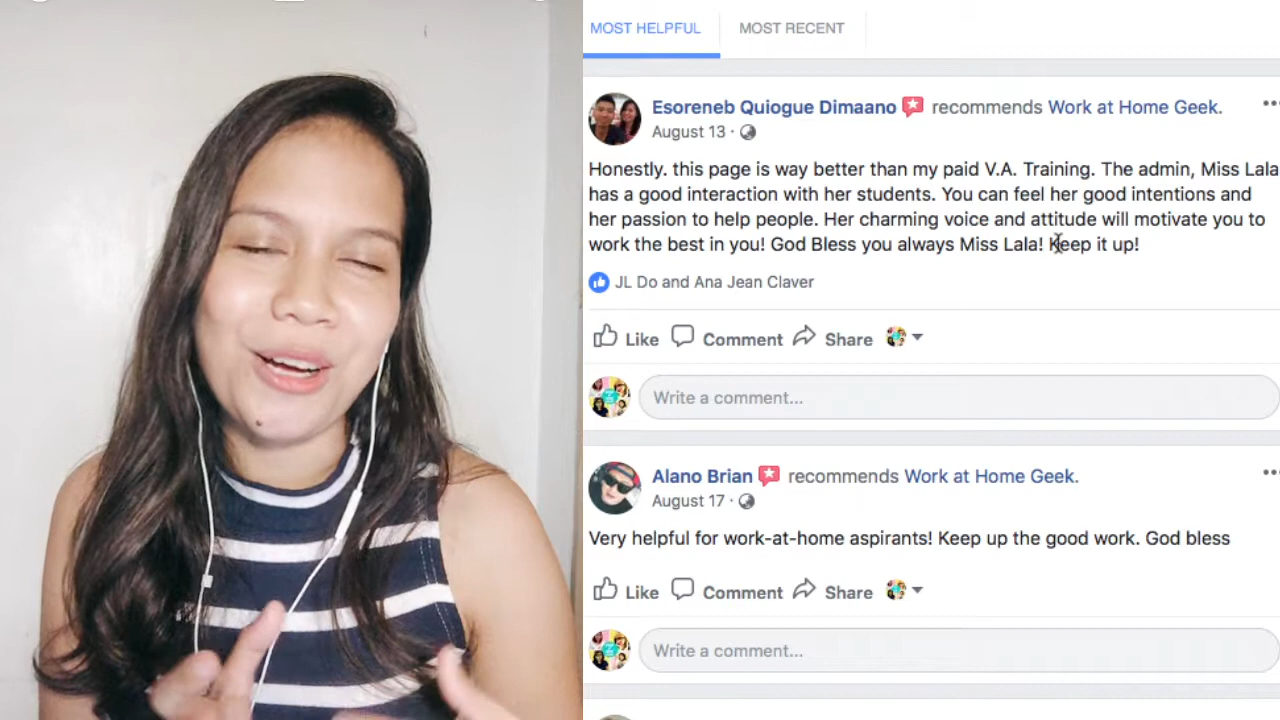 MOST HELPFUL
MOST RECENT
Esoreneb Quiogue Dimaano recommends Work at Home Geek.
August 13 ·
Honestly. this page is way better than my paid V.A. Training. The admin, Miss Lala
has a good interaction with her students. You can feel her good intentions and
her passion to help people. Her charming voice and attitude will motivate you to
work the best in you! God Bless you always Miss Lala! Keep it up!
JL Do and Ana Jean Claver
Like Comment Share
Write a comment...
Alano Brian recommends Work at Home Geek.
August 17 ·
Very helpful for work-at-home aspirants! Keep up the good work. God bless
Like Comment Share
Write a comment...